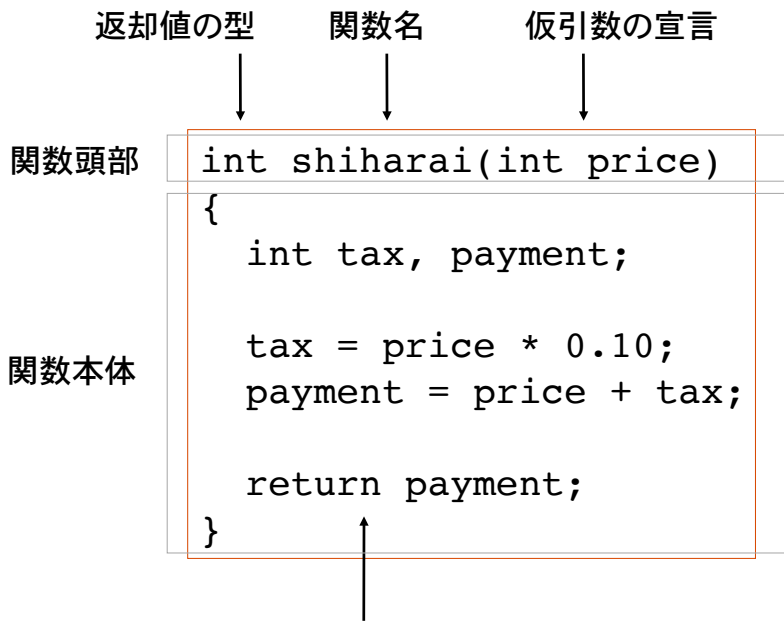 返却値の型 関数名 仮引数の宣言
関数頭部 int shiharai(int price)
{
int tax, payment;
tax = price * 0.10;
関数本体
payment = price + tax;
return payment;
}